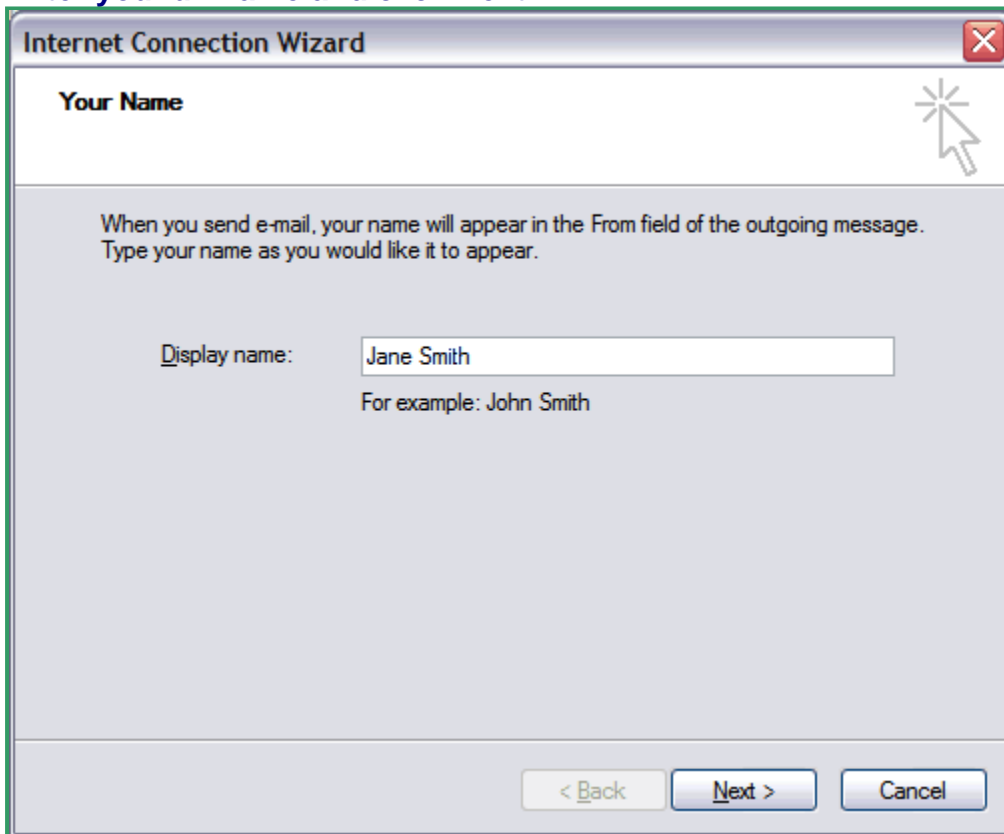 you and
Internet Connection Wizard
Your Name
When you send e-mail, your name will appear in the From field of the outgoing message.
Type your name as you would like it to appear.
Display name: Jane Smith
For example: John Smith
< Back Next > Cancel